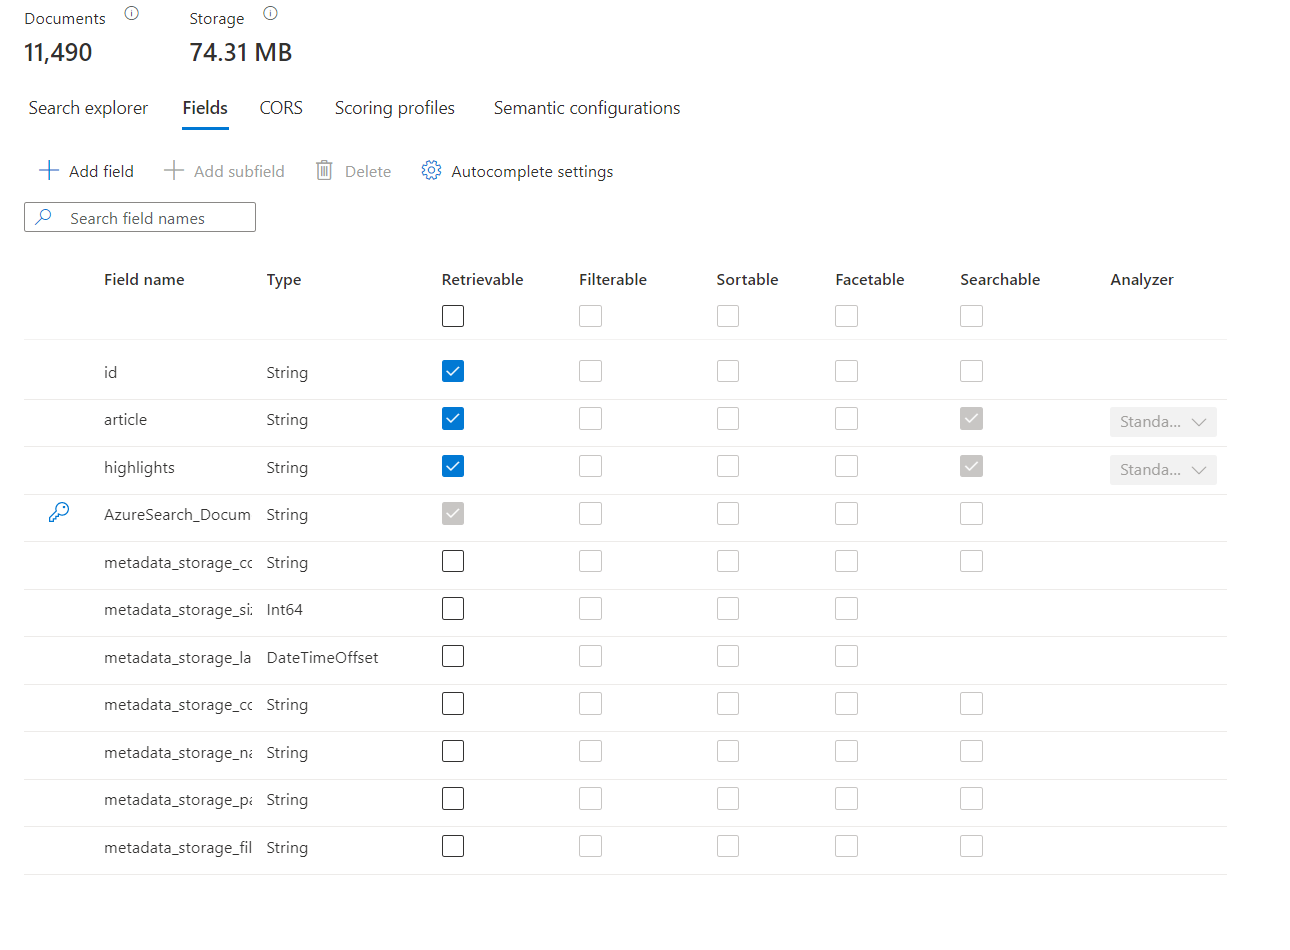 Documents Storage
11,490 74.31 MB
Search explorer Fields CORS Scoring profiles Semantic configurations
Add field Add subfield Delete Autocomplete settings
Search field names
Field name Type Retrievable Filterable Sortable Facetable Searchable Analyzer
id String
article String Standa...
highlights String Standa...
AzureSearch_Docum String
metadata_storage_cc String
metadata_storage_si: Int64
metadata_storage_la DateTimeOffset
metadata_storage_cc String
metadata_storage_na String
metadata_storage_pa String
metadata_storage_fil String